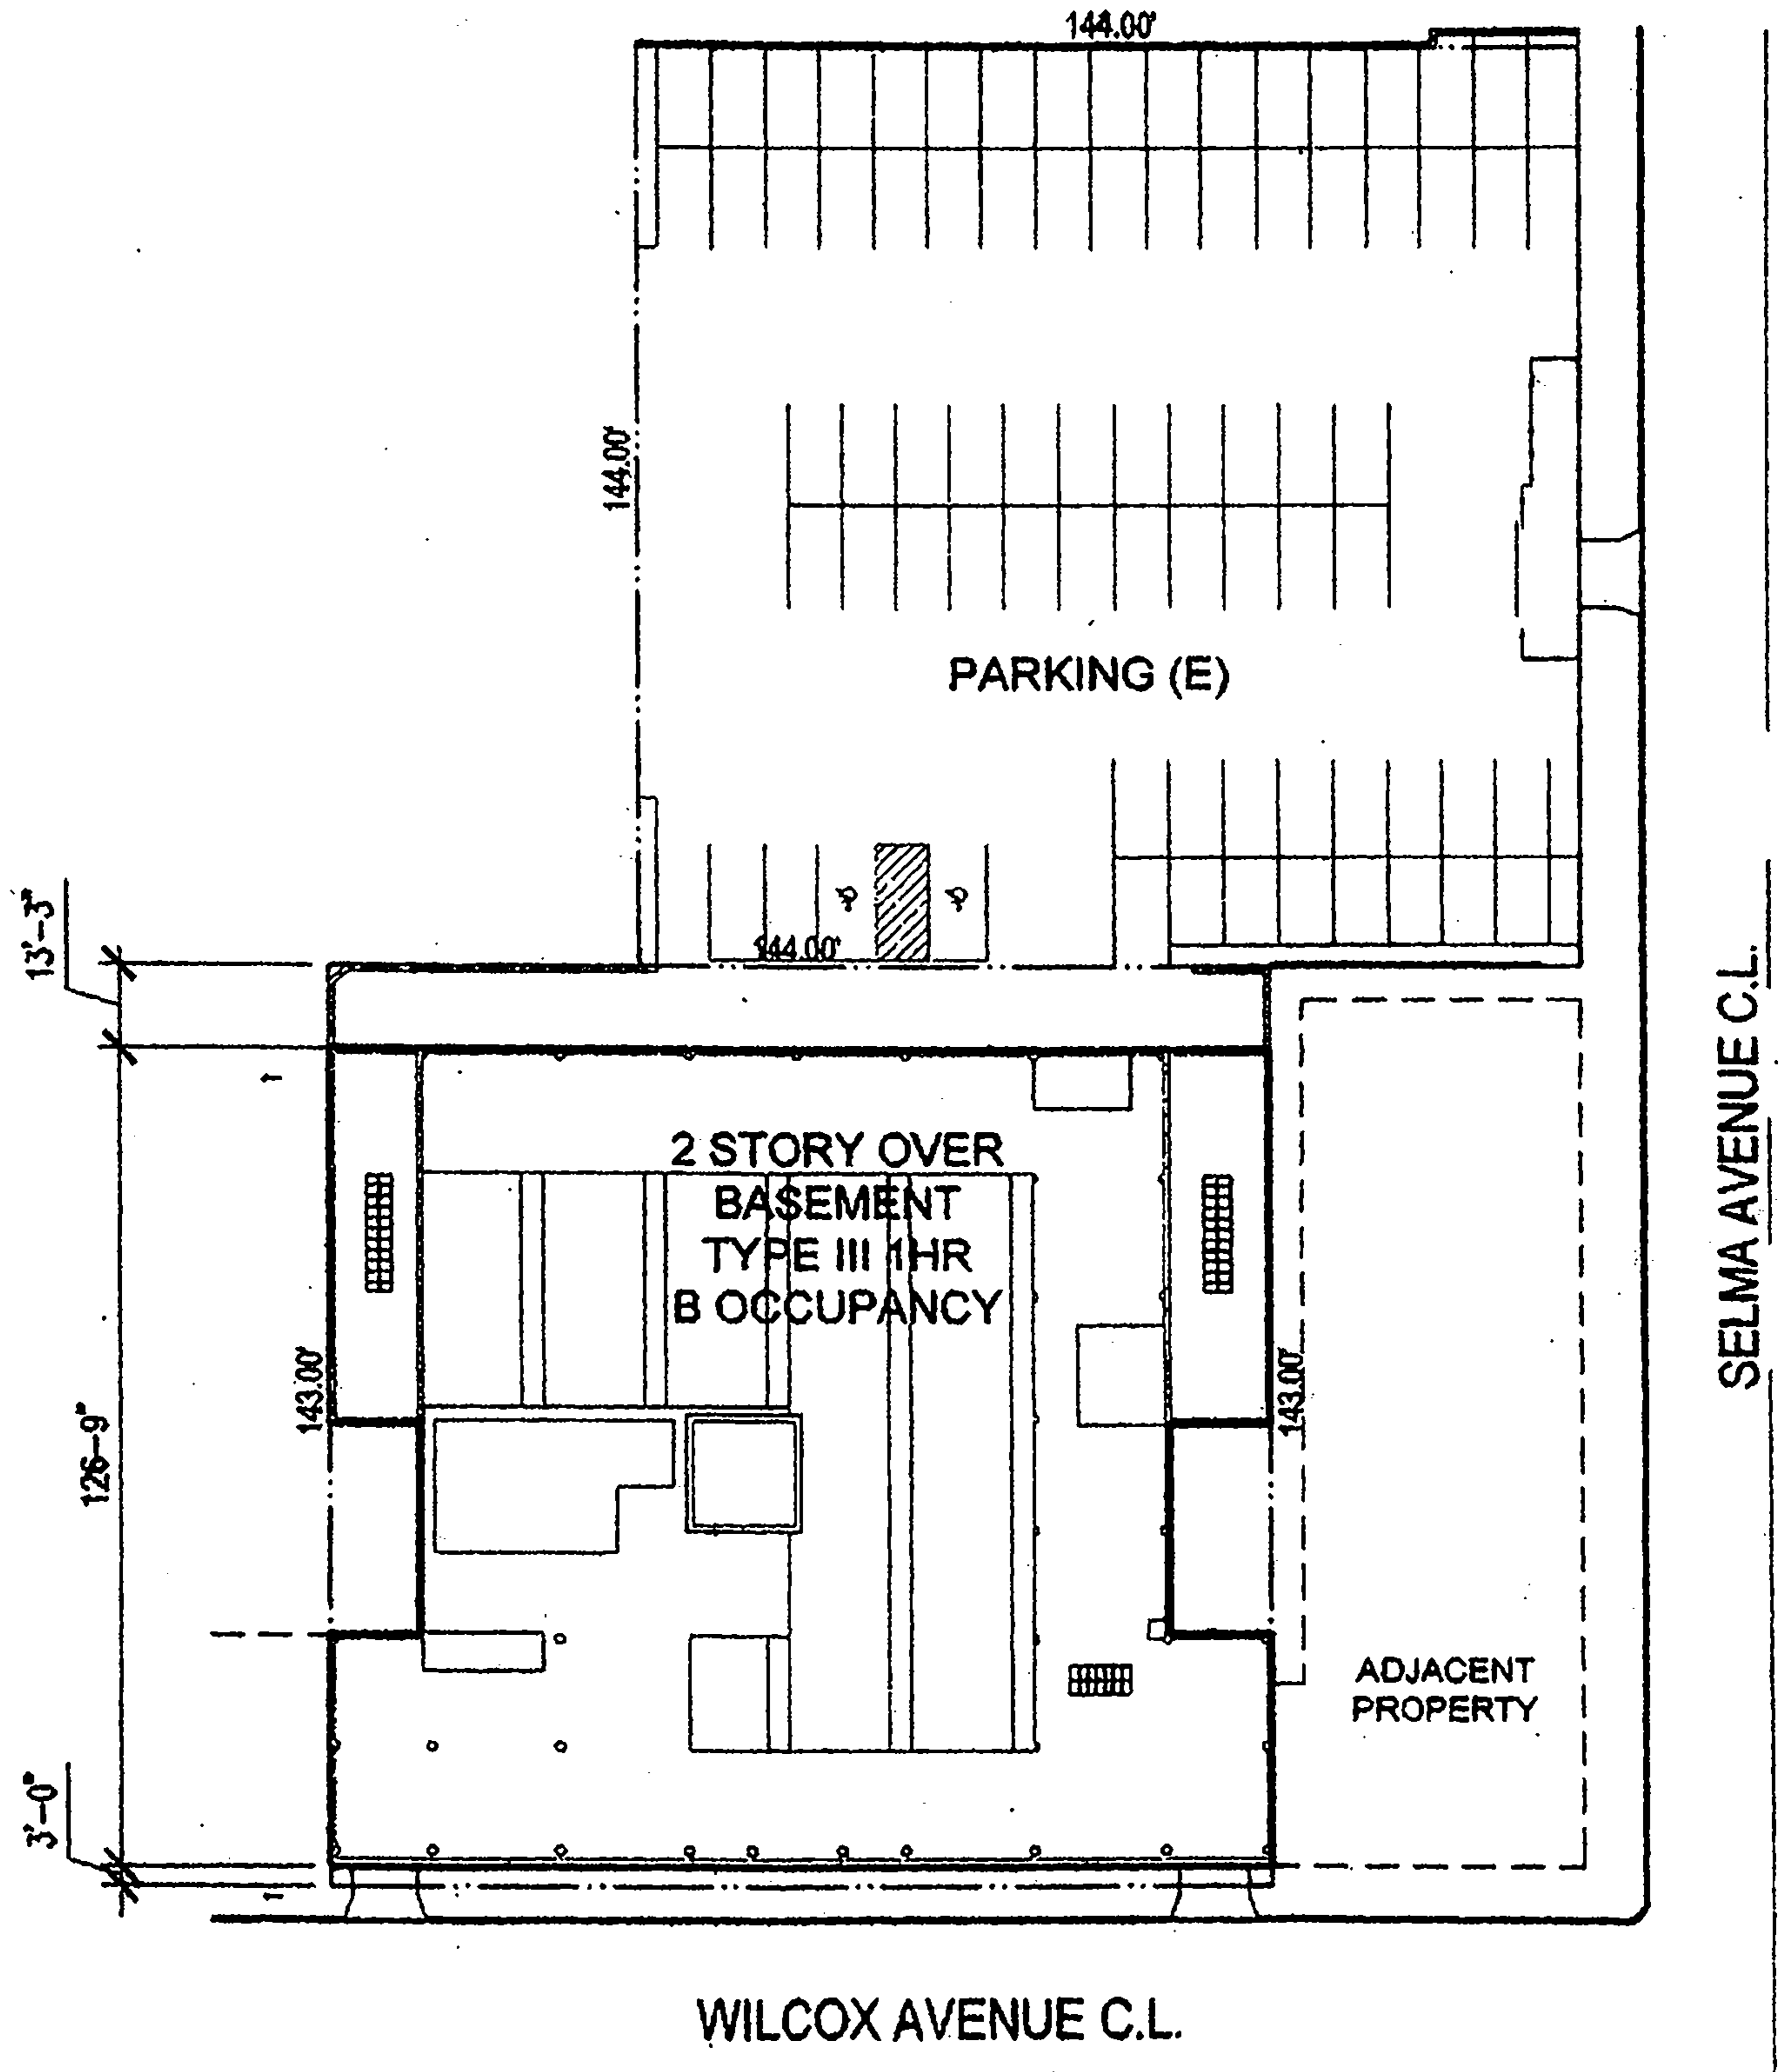 144.00'
144.00'
PARKING (E)
144.00'
13'-3"
2 STORY OVER
BASEMENT
TYPE III 1HR
B OCCUPANCY
143.00'
143.00'
126-9"
3'-0"
ADJACENT
PROPERTY
SELMA AVENUE C.L.
WILCOX AVENUE C.L.